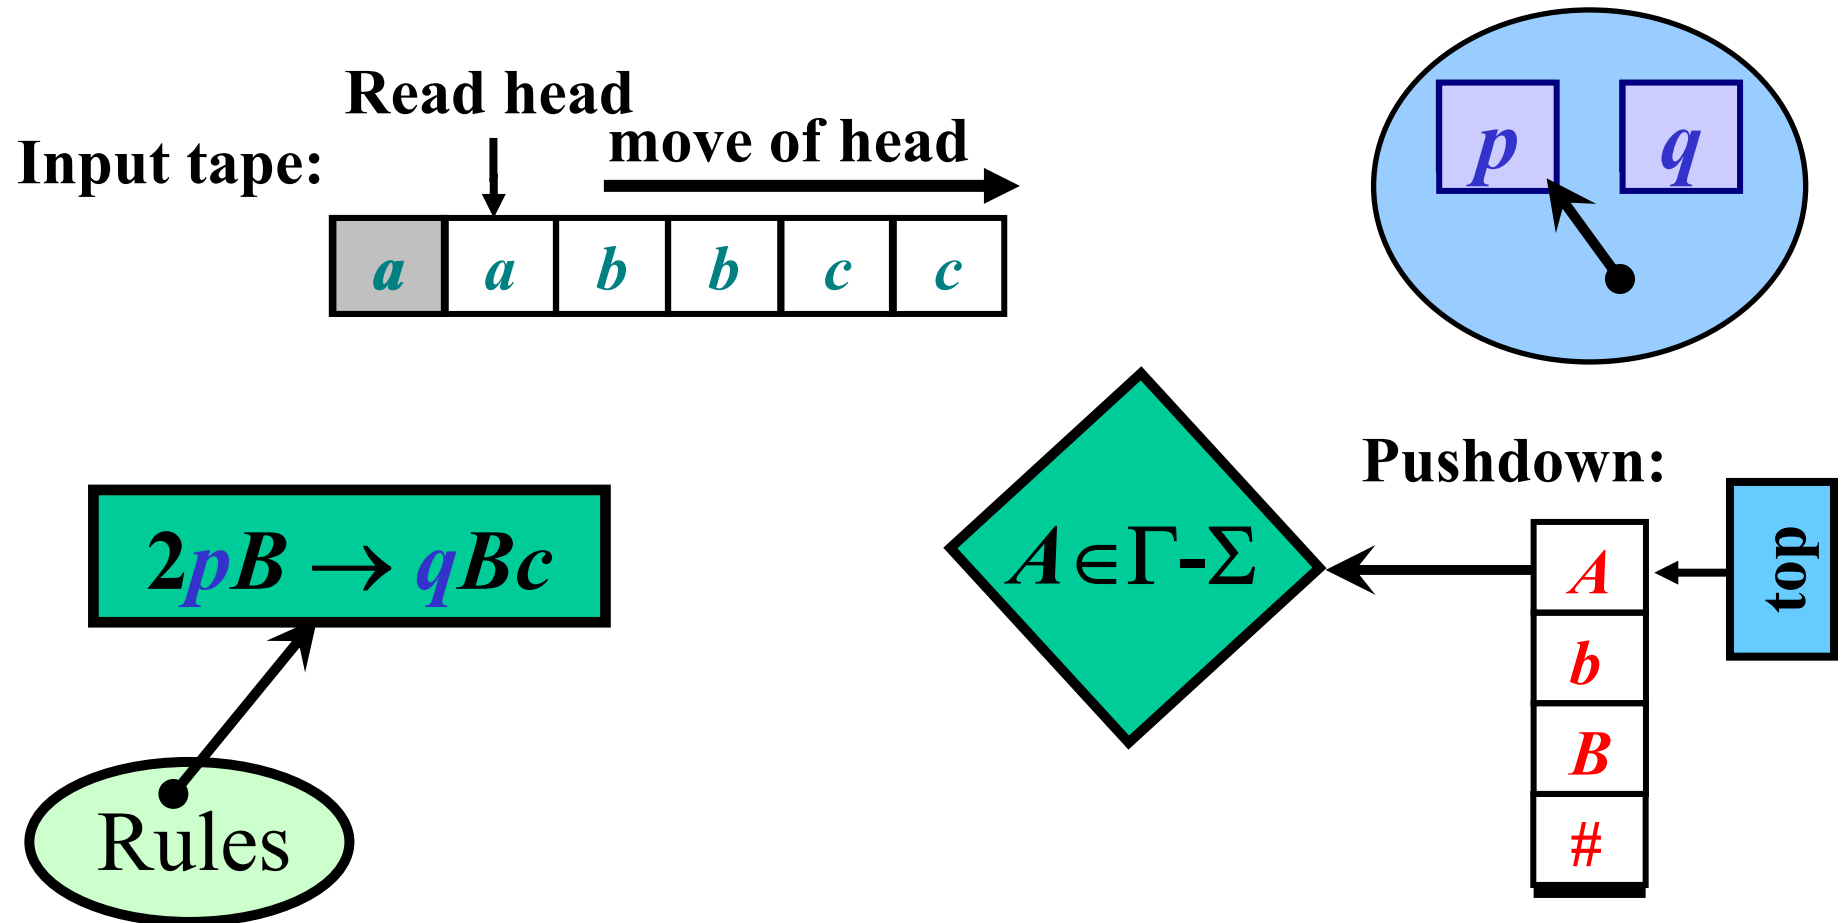 Read head
move of head
Input tape:
a a b b c c
p q
2pB → qBc
Rules
A∈Γ-Σ
Pushdown:
A
b
B
#
top